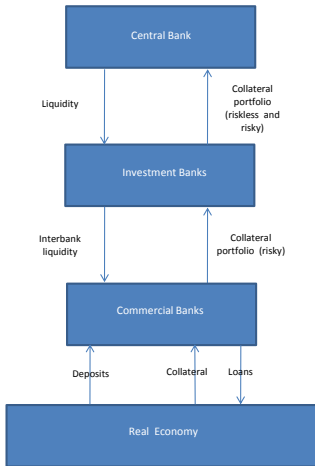 Central Bank
Liquidity
Collateral
portfolio
(riskless and
risky)
Investment Banks
Interbank
liquidity
Collateral
portfolio (risky)
Commercial Banks
Deposits
Collateral
Loans
Real Economy